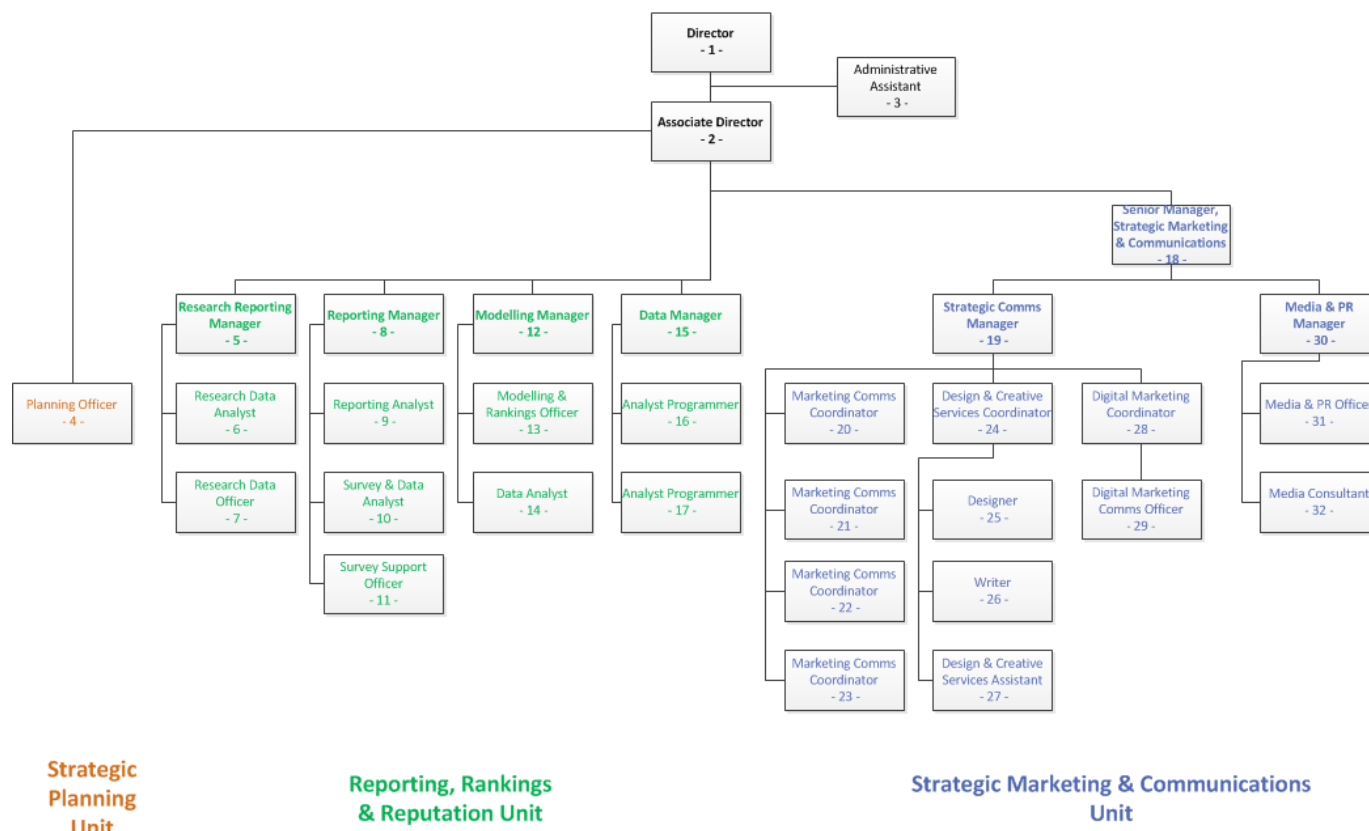 Director
- 1 -
Administrative
Assistant
- 3 -
Associate Director
- 2 -
Senior Manager,
Strategic Marketing
& Communications
- 18 -
Research Reporting
Manager
- 5 -
Reporting Manager
- 8 -
Modelling Manager
- 12 -
Data Manager
- 15 -
Strategic Comms
Manager
- 19 -
Media & PR
Manager
- 30 -
Planning Officer
- 4 -
Research Data
Analyst
- 6 -
Reporting Analyst
- 9 -
Modelling &
Rankings Officer
- 13 -
Analyst Programmer
- 16 -
Marketing Comms
Coordinator
- 20 -
Design & Creative
Services Coordinator
- 24 -
Digital Marketing
Coordinator
- 28 -
Media & PR Officer
- 31 -
Research Data
Officer
- 7 -
Survey & Data
Analyst
- 10 -
Data Analyst
- 14 -
Analyst Programmer
- 17 -
Marketing Comms
Coordinator
- 21 -
Designer
- 25 -
Digital Marketing
Comms Officer
- 29 -
Media Consultant
- 32 -
Survey Support
Officer
- 11 -
Marketing Comms
Coordinator
- 22 -
Writer
- 26 -
Marketing Comms
Coordinator
- 23 -
Design & Creative
Services Assistant
- 27 -
Strategic
Planning
Unit
Reporting, Rankings
& Reputation Unit
Strategic Marketing & Communications
Unit